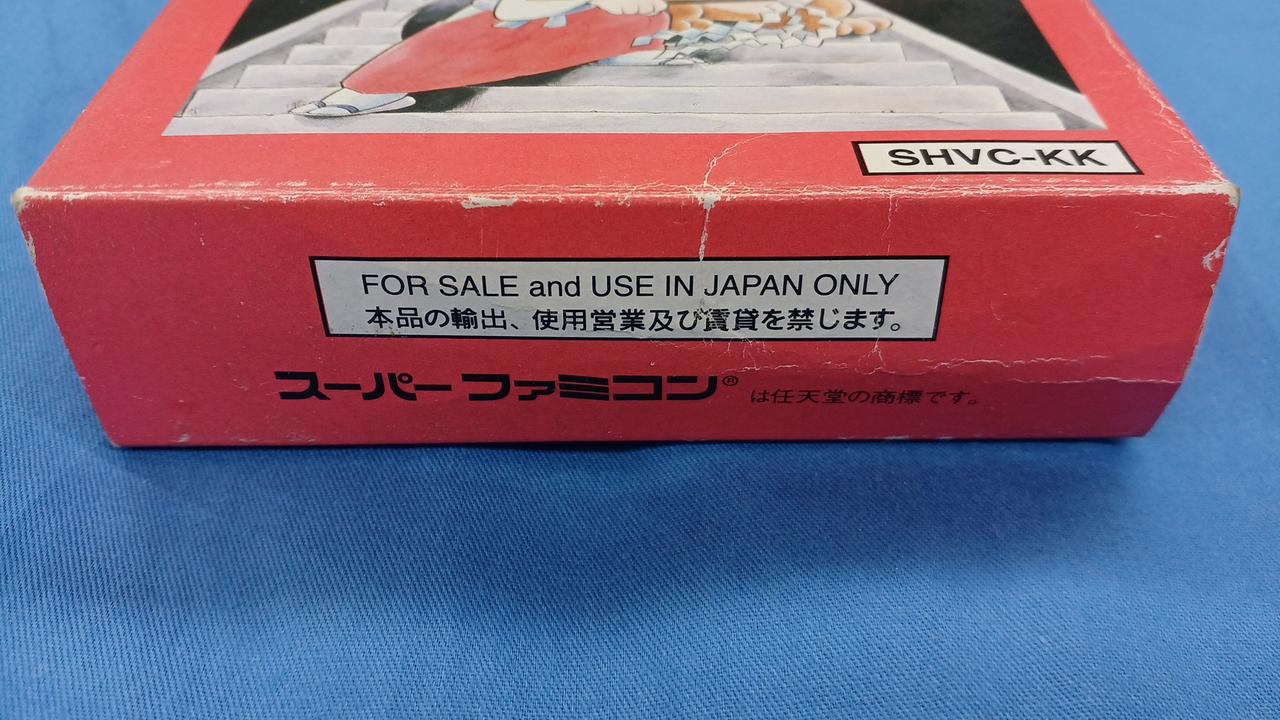 SHVC-KK
FOR SALE and USE IN JAPAN ONLY
本品の輸出、使用営業及び賃貸を禁じます。
スーパーファミコン® は任天堂の商標です。